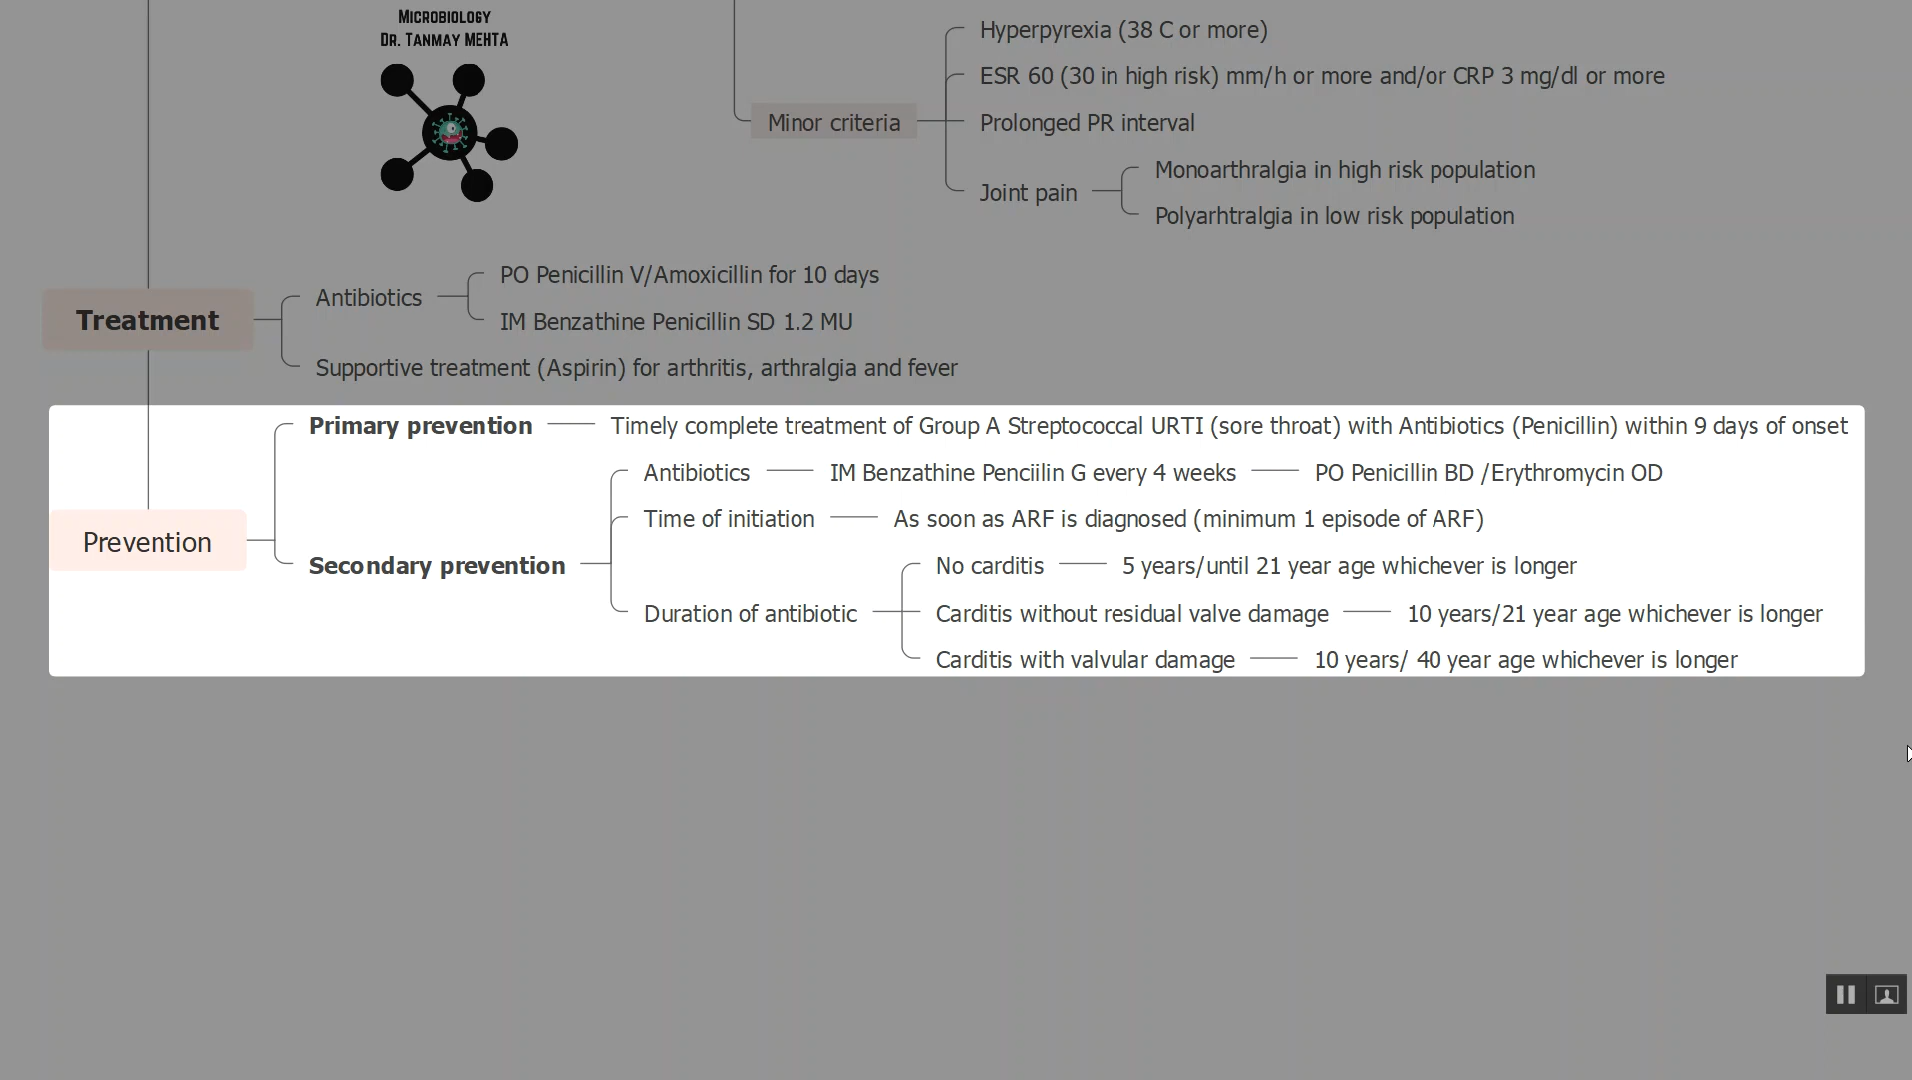 MICROBIOLOGY
DR. TANMAY MEHTA
Hyperpyrexia (38 C or more)
ESR 60 (30 in high risk) mm/h or more and/or CRP 3 mg/dl or more
Minor criteria
Prolonged PR interval
Joint pain
Monoarthralgia in high risk population
Polyarhtralgia in low risk population
Treatment
Antibiotics
PO Penicillin V/Amoxicillin for 10 days
IM Benzathine Penicillin SD 1.2 MU
Supportive treatment (Aspirin) for arthritis, arthralgia and fever
Prevention
Primary prevention
Timely complete treatment of Group A Streptococcal URTI (sore throat) with Antibiotics (Penicillin) within 9 days of onset
Secondary prevention
Antibiotics
IM Benzathine Penciilin G every 4 weeks
PO Penicillin BD /Erythromycin OD
Time of initiation
As soon as ARF is diagnosed (minimum 1 episode of ARF)
Duration of antibiotic
No carditis
5 years/until 21 year age whichever is longer
Carditis without residual valve damage
10 years/21 year age whichever is longer
Carditis with valvular damage
10 years/ 40 year age whichever is longer